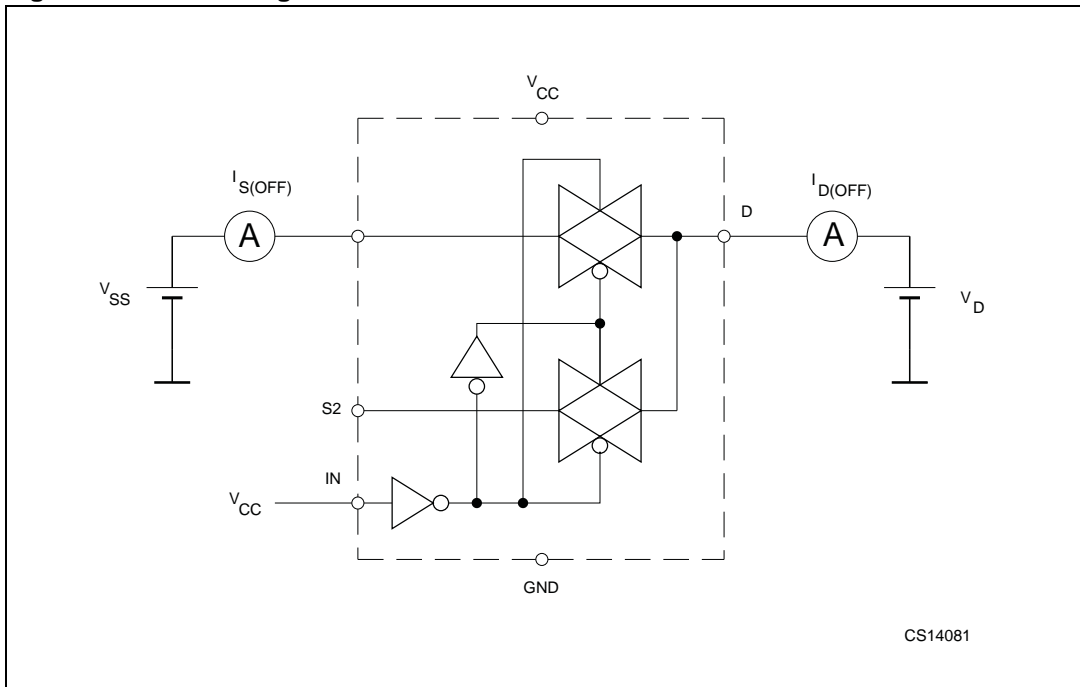 V CC
I S(OFF)
I D(OFF)
A
D
A
V SS
V D
S2
IN
V CC
GND
CS14081